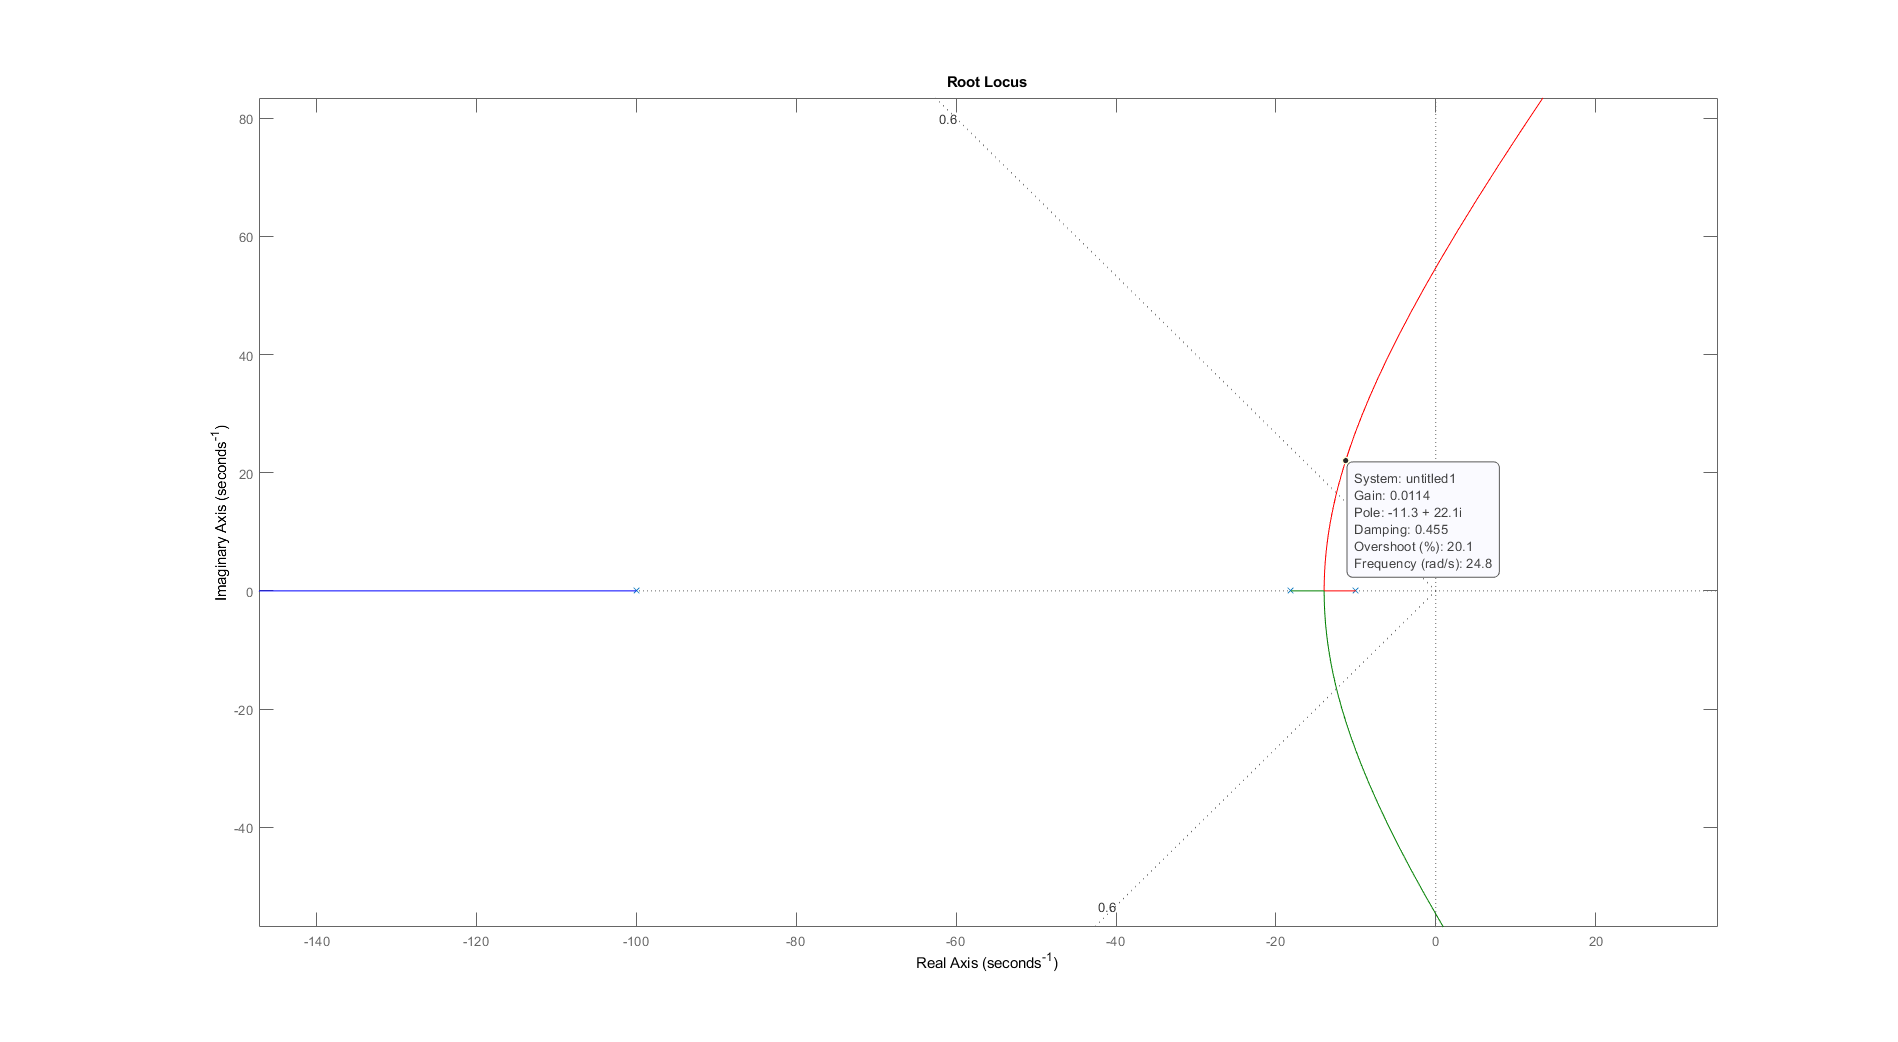 Root Locus
80
60
40
20
0
-20
-40
Imaginary Axis (seconds⁻¹)
0.6
System: untitled1
Gain: 0.0114
Pole: -11.3 + 22.1i
Damping: 0.455
Overshoot (%): 20.1
Frequency (rad/s): 24.8
0.6
-140 -120 -100 -80 -60 -40 -20 0 20
Real Axis (seconds⁻¹)